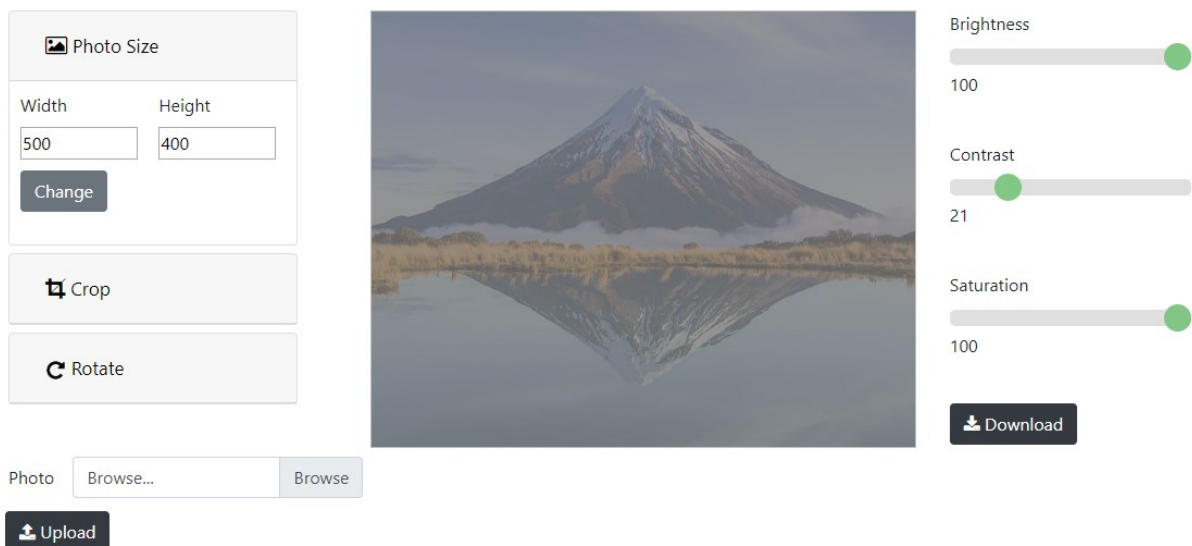 Photo Size
Width Height
500 400
Change
Crop
Rotate
Photo Browse... Browse
Upload
Brightness
100
Contrast
21
Saturation
100
Download